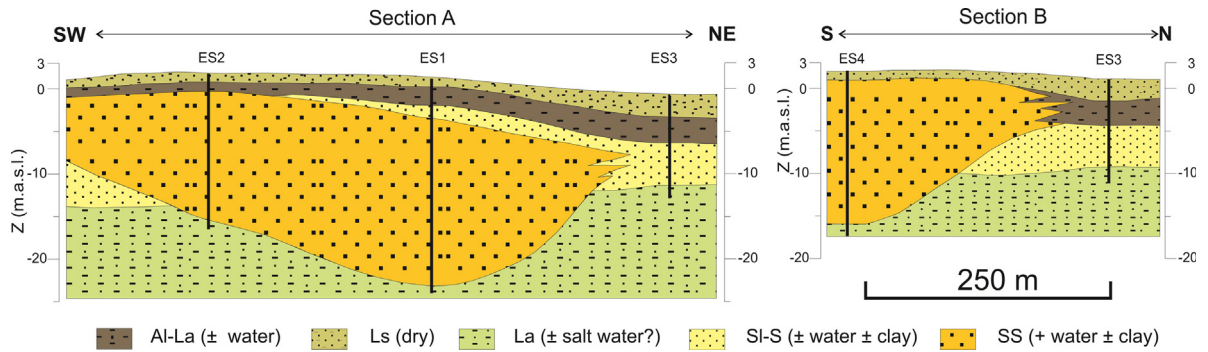 Section A
Section B
SW NE
S N
ES2 ES1 ES3
ES4 ES3
3 3 3 3
0 0 0 0
-10 -10 -10 -10
-20 -20 -20 -20
Z (m.a.s.l.)
Z (m.a.s.l.)
250 m
Al-La (± water) Ls (dry) La (± salt water?) Sl-S (± water ± clay) SS (+ water ± clay)